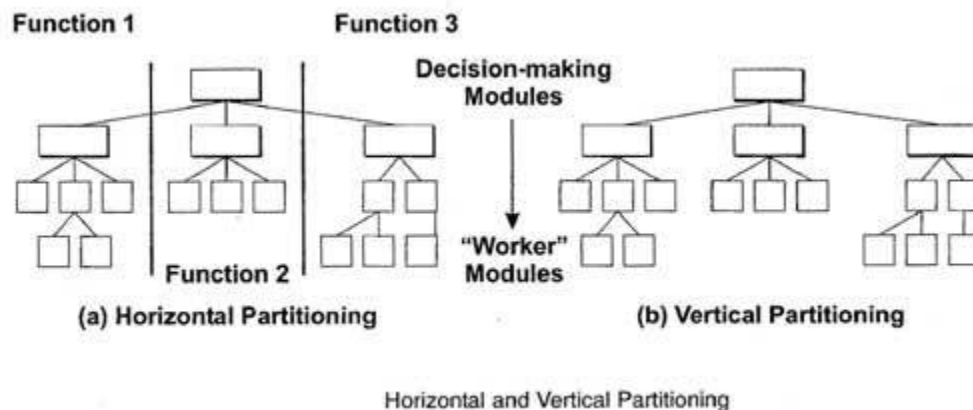 Function 1
Function 3
Decision-making
Modules
"Worker"
Modules
Function 2
(a) Horizontal Partitioning
(b) Vertical Partitioning
Horizontal and Vertical Partitioning